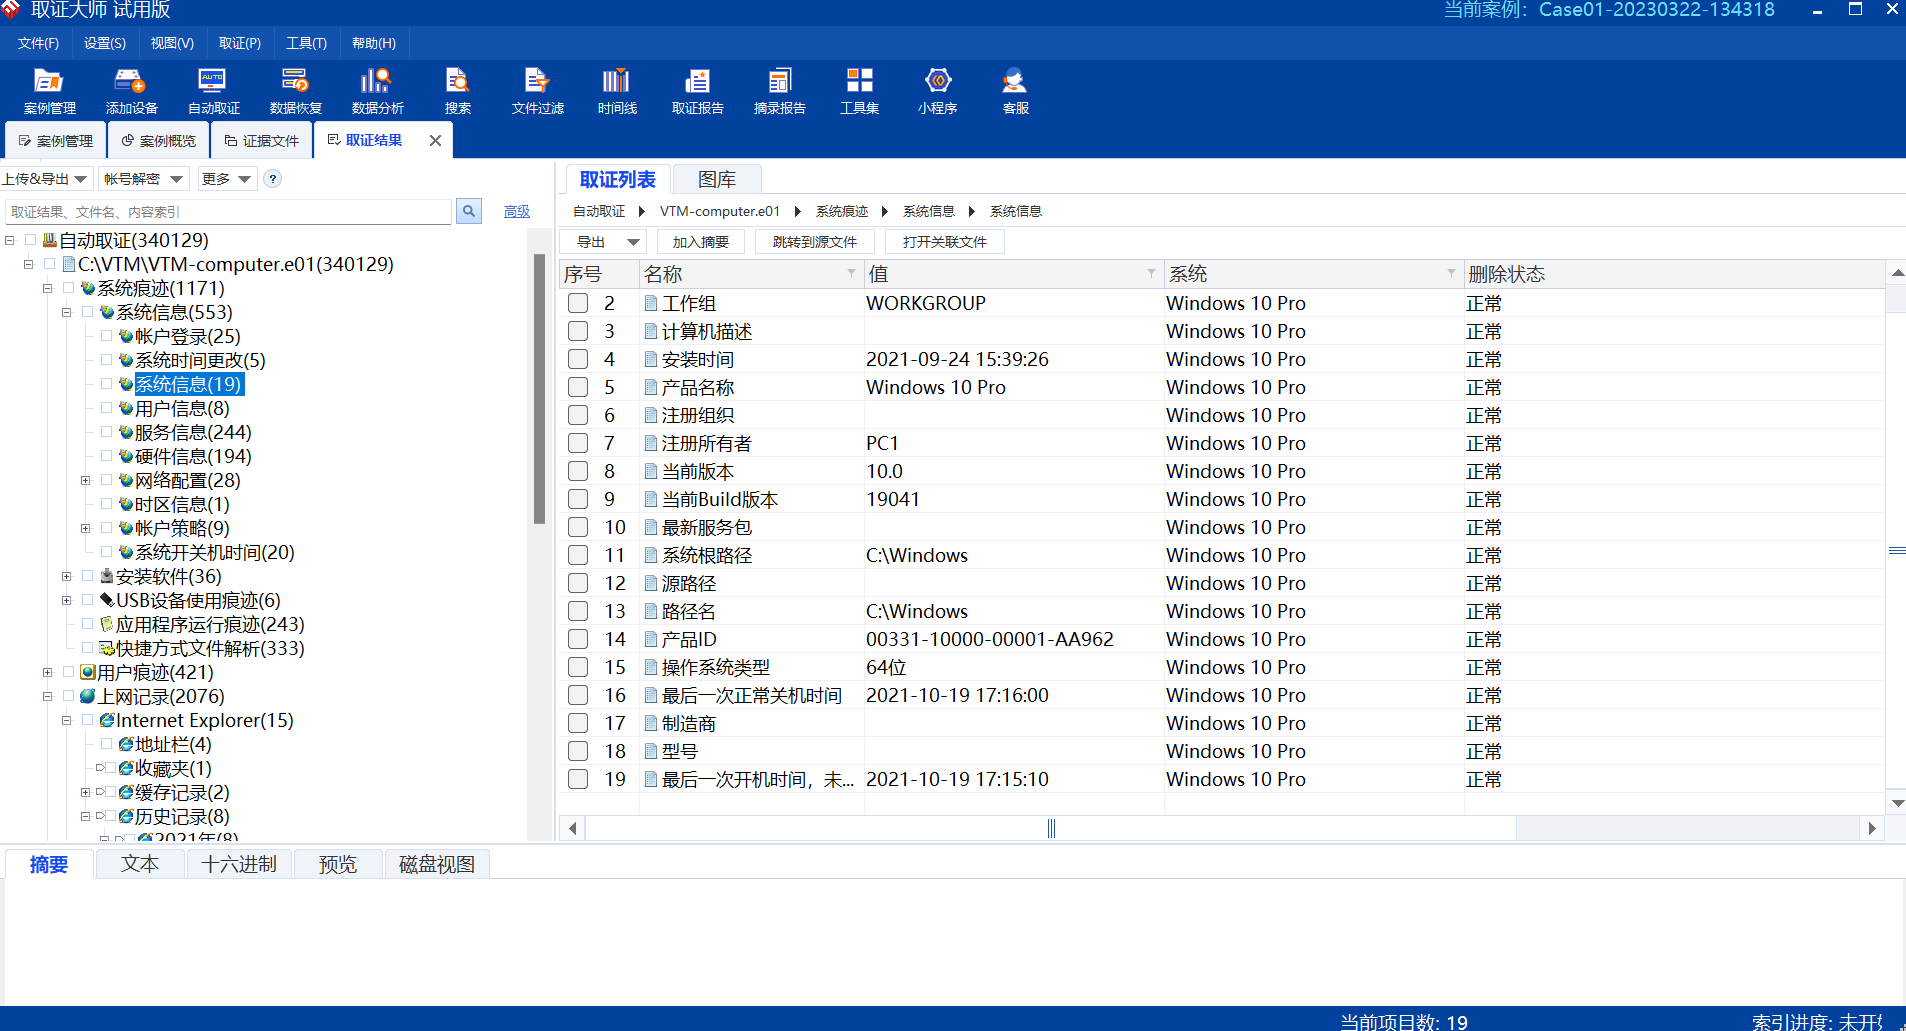 取证大师 试用版
当前案例：Case01-20230322-134318
文件(F) 设置(S) 视图(V) 取证(P) 工具(T) 帮助(H)
AUTO
案例管理 添加设备 自动取证 数据恢复 数据分析 搜索 文件过滤 时间线 取证报告 摘录报告 工具集 小程序 客服
案例管理 案例概览 证据文件 取证结果
上传&导出 帐号解密 更多 ?
取证结果、文件名、内容索引 高级
自动取证(340129)
C:\VTM\VTM-computer.e01(340129)
系统痕迹(1171)
系统信息(553)
帐户登录(25)
系统时间更改(5)
系统信息(19)
用户信息(8)
服务信息(244)
硬件信息(194)
网络配置(28)
时区信息(1)
帐户策略(9)
系统开关机时间(20)
安装软件(36)
USB设备使用痕迹(6)
应用程序运行痕迹(243)
快捷方式文件解析(333)
用户痕迹(421)
上网记录(2076)
Internet Explorer(15)
地址栏(4)
收藏夹(1)
缓存记录(2)
历史记录(8)
2021年(8)
取证列表 图库
自动取证 VTM-computer.e01 系统痕迹 系统信息 系统信息
导出 加入摘要 跳转到源文件 打开关联文件
序号 名称 值 系统 删除状态
2 工作组 WORKGROUP Windows 10 Pro 正常
3 计算机描述 Windows 10 Pro 正常
4 安装时间 2021-09-24 15:39:26 Windows 10 Pro 正常
5 产品名称 Windows 10 Pro Windows 10 Pro 正常
6 注册组织 Windows 10 Pro 正常
7 注册所有者 PC1 Windows 10 Pro 正常
8 当前版本 10.0 Windows 10 Pro 正常
9 当前Build版本 19041 Windows 10 Pro 正常
10 最新服务包 Windows 10 Pro 正常
11 系统根路径 C:\Windows Windows 10 Pro 正常
12 源路径 Windows 10 Pro 正常
13 路径名 C:\Windows Windows 10 Pro 正常
14 产品ID 00331-10000-00001-AA962 Windows 10 Pro 正常
15 操作系统类型 64位 Windows 10 Pro 正常
16 最后一次正常关机时间 2021-10-19 17:16:00 Windows 10 Pro 正常
17 制造商 Windows 10 Pro 正常
18 型号 Windows 10 Pro 正常
19 最后一次开机时间，未... 2021-10-19 17:15:10 Windows 10 Pro 正常
摘要 文本 十六进制 预览 磁盘视图
当前项目数: 19
索引进度: 未开